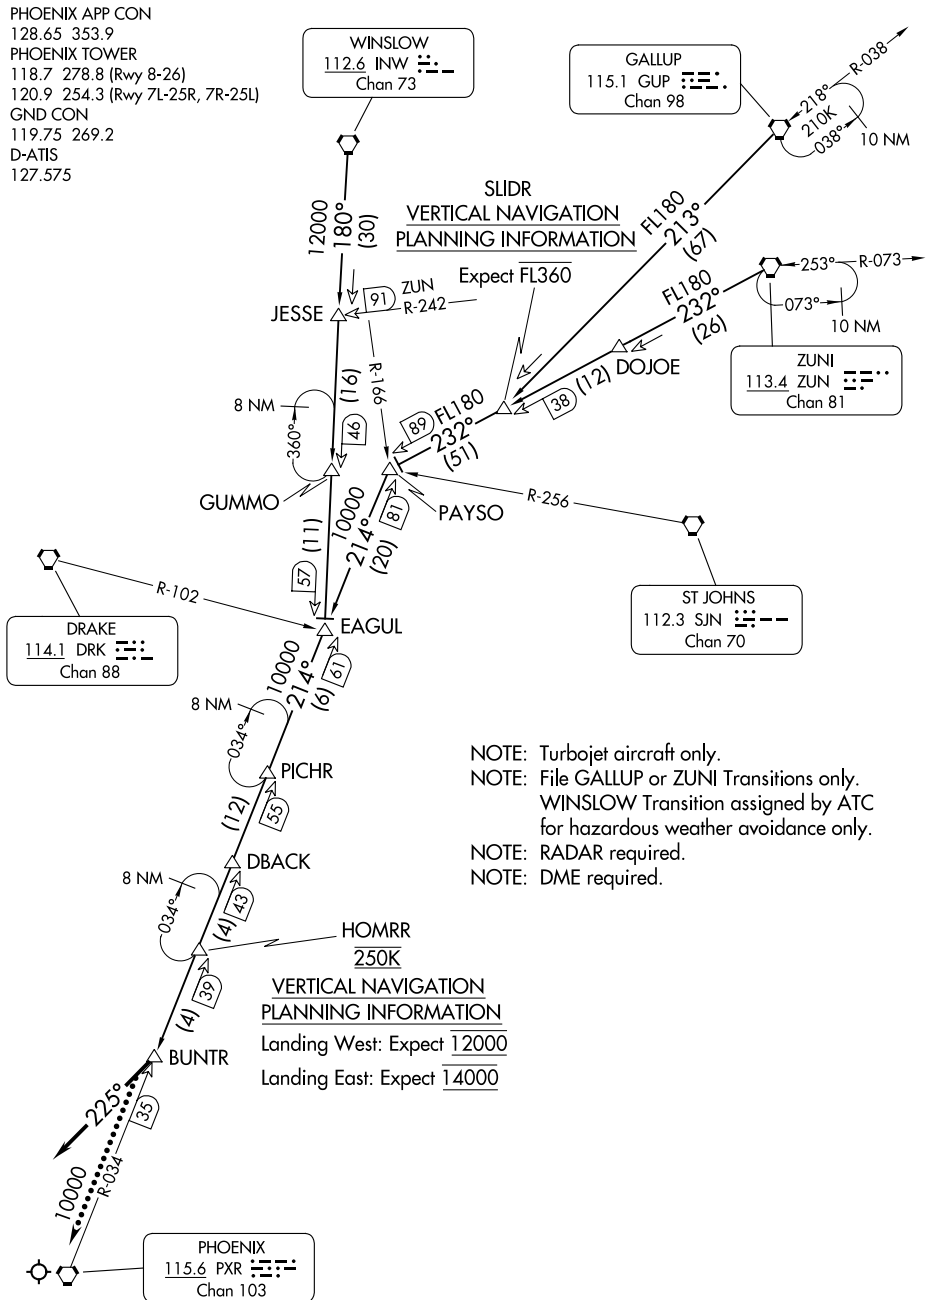 PHOENIX APP CON
128.65 353.9
PHOENIX TOWER
118.7 278.8 (Rwy 8-26)
120.9 254.3 (Rwy 7L-25R, 7R-25L)
GND CON
119.75 269.2
D-ATIS
127.575
WINSLOW
112.6 INW
Chan 73
GALLUP
115.1 GUP
Chan 98
R-038
218°
210K
038°
10 NM
12000
180°
(30)
SLIDR
VERTICAL NAVIGATION
PLANNING INFORMATION
Expect FL360
FL180
213°
(67)
253°
R-073
073°
10 NM
FL180
232°
(26)
ZUNI
113.4 ZUN
Chan 81
JESSE
91
ZUN
R-242
DOJOE
(12)
38
R-166
(16)
8 NM
360°
46
89
FL180
232°
(51)
GUMMO
PAYSO
81
R-256
10000
214°
(20)
(11)
57
ST JOHNS
112.3 SJN
Chan 70
R-102
DRAKE
114.1 DRK
Chan 88
EAGUL
61
10000
214°
(6)
8 NM
034°
PICHR
55
(12)
NOTE: Turbojet aircraft only.
NOTE: File GALLUP or ZUNI Transitions only.
WINSLOW Transition assigned by ATC
for hazardous weather avoidance only.
NOTE: RADAR required.
NOTE: DME required.
DBACK
43
8 NM
034°
(4)
HOMRR
250K
VERTICAL NAVIGATION
PLANNING INFORMATION
Landing West: Expect 12000
Landing East: Expect 14000
39
(4)
BUNTR
225°
35
10000
R-034
PHOENIX
115.6 PXR
Chan 103